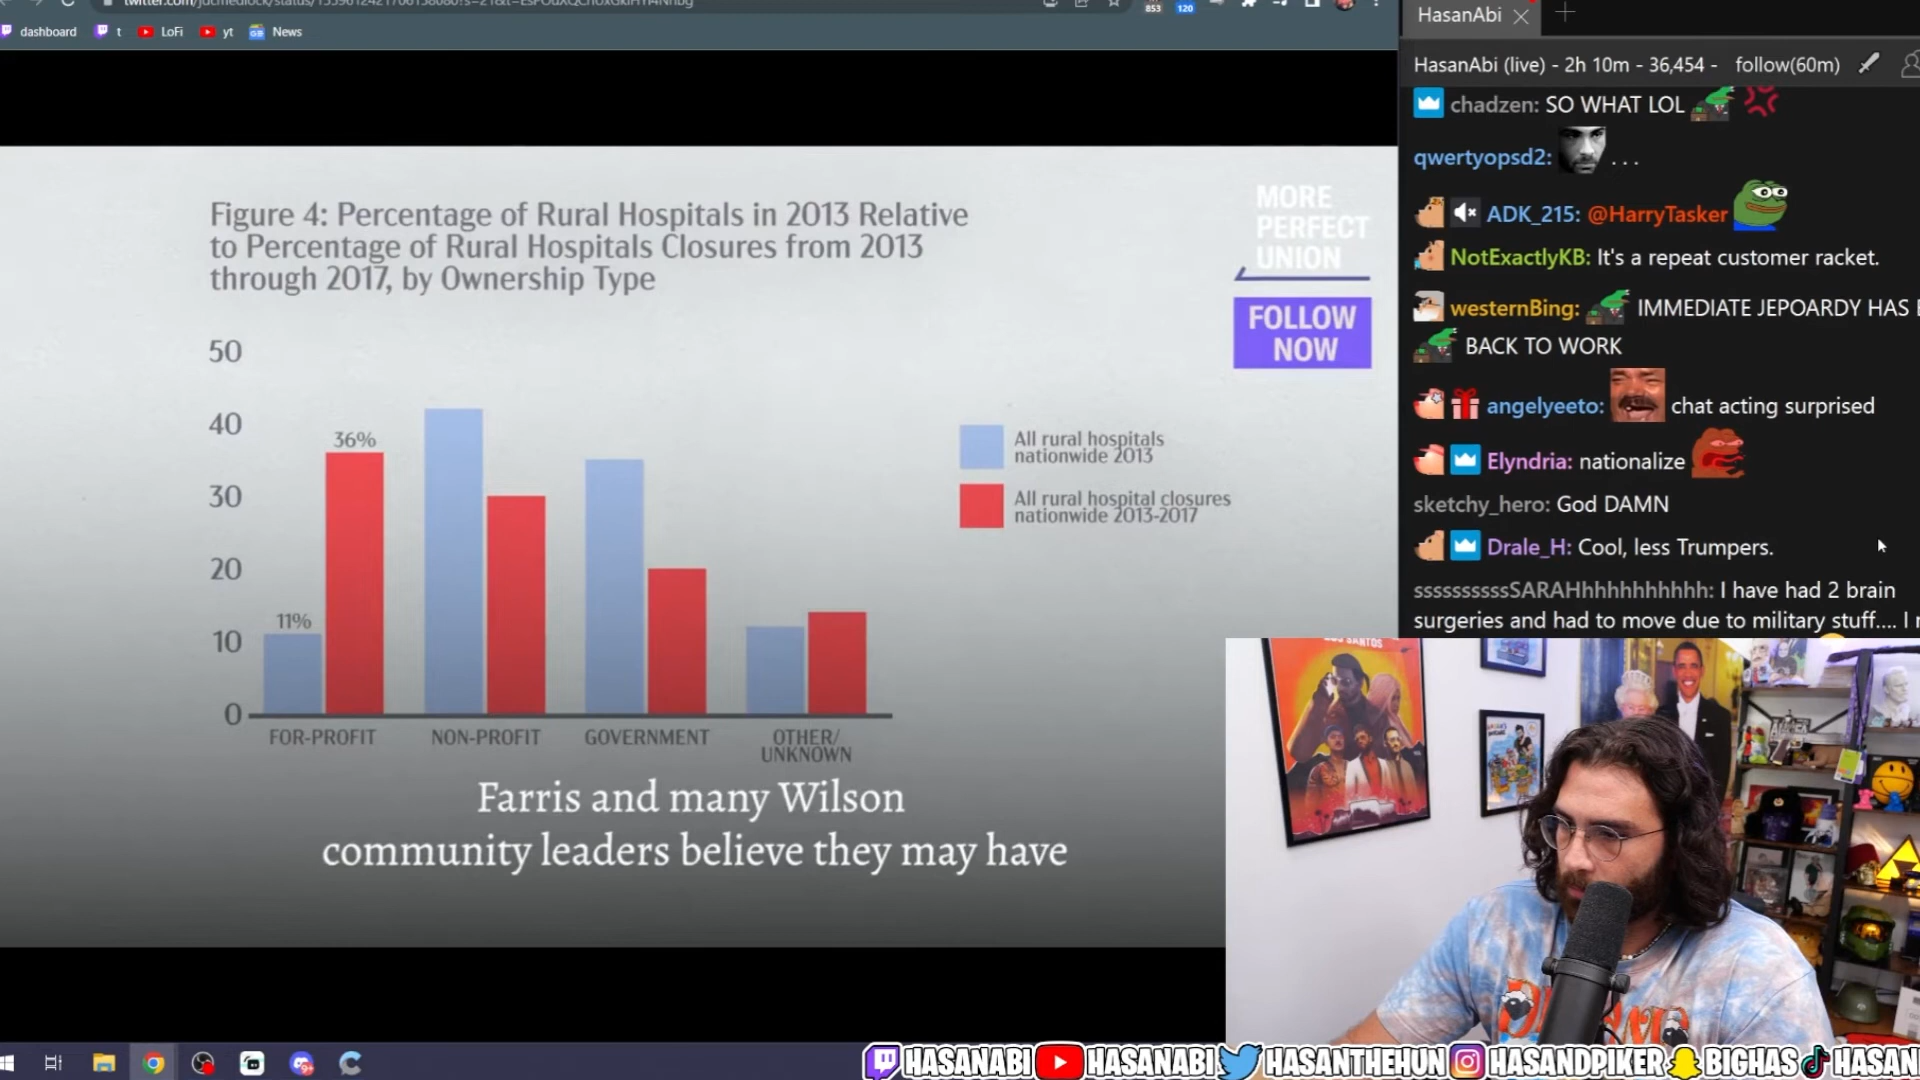 dashboard
t
LoFi
yt
News
853
120
Figure 4: Percentage of Rural Hospitals in 2013 Relative
to Percentage of Rural Hospitals Closures from 2013
through 2017, by Ownership Type
MORE
PERFECT
UNION
FOLLOW
NOW
50
40
30
20
10
0
11%
36%
FOR-PROFIT
NON-PROFIT
GOVERNMENT
OTHER/
UNKNOWN
All rural hospitals
nationwide 2013
All rural hospital closures
nationwide 2013-2017
Farris and many Wilson
community leaders believe they may have
HasanAbi
HasanAbi (live) - 2h 10m - 36,454 - follow(60m)
chadzen: SO WHAT LOL
qwertyopsd2: . . .
ADK_215: @HarryTasker
NotExactlyKB: It's a repeat customer racket.
westernBing: IMMEDIATE JEPOARDY HAS
BACK TO WORK
angelyeeto: chat acting surprised
Elyndria: nationalize
sketchy_hero: God DAMN
Drale_H: Cool, less Trumpers.
ssssssssssSARAHhhhhhhhhhhh: I have had 2 brain
surgeries and had to move due to military stuff.... I
HASANABI
HASANABI
HASANTHEHUN
HASANDPIKER
BIGHAS
HASAN